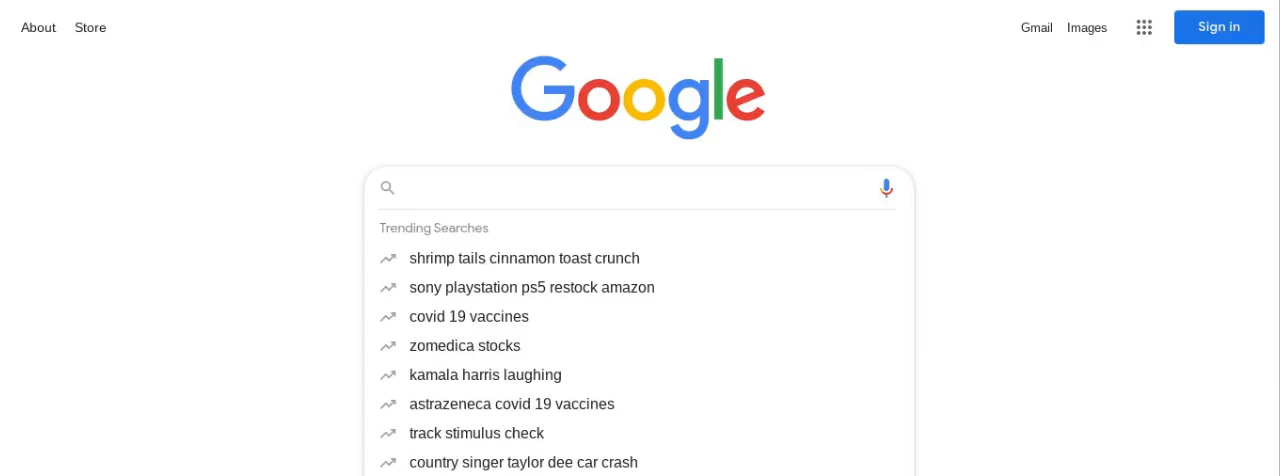 About Store Gmail Images Sign in
Google
Trending Searches
shrimp tails cinnamon toast crunch
sony playstation ps5 restock amazon
covid 19 vaccines
zomedica stocks
kamala harris laughing
astrazeneca covid 19 vaccines
track stimulus check
country singer taylor dee car crash